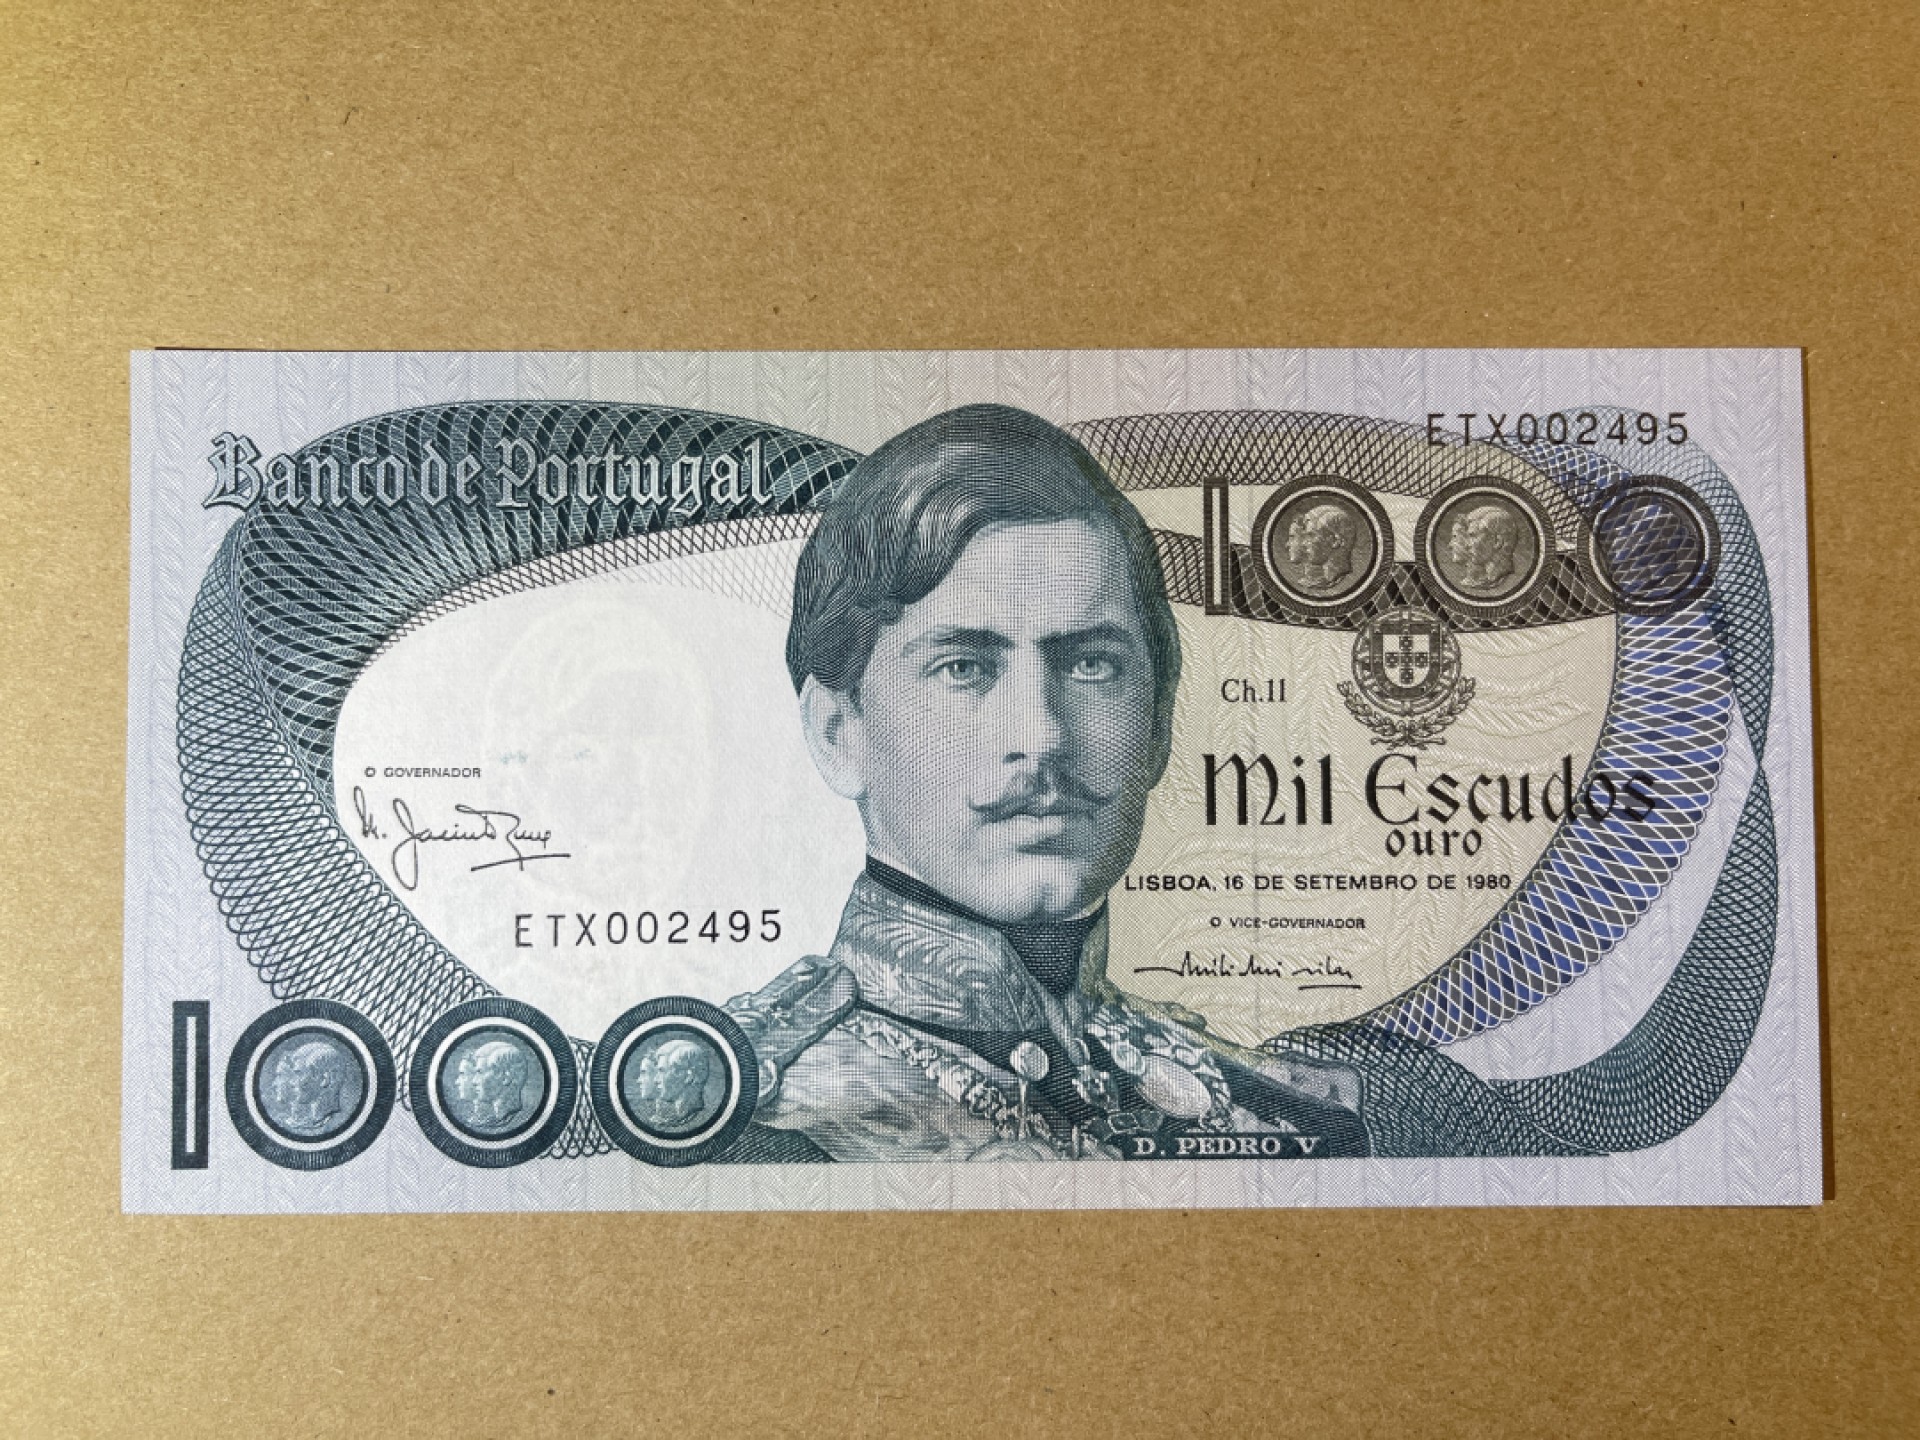 Banco de Portugal
ETX002495
1000
Ch.11
Mil Escudos
ouro
LISBOA, 16 DE SETEMBRO DE 1980
O VICE-GOVERNADOR
O GOVERNADOR
ETX002495
1000
D. PEDRO V